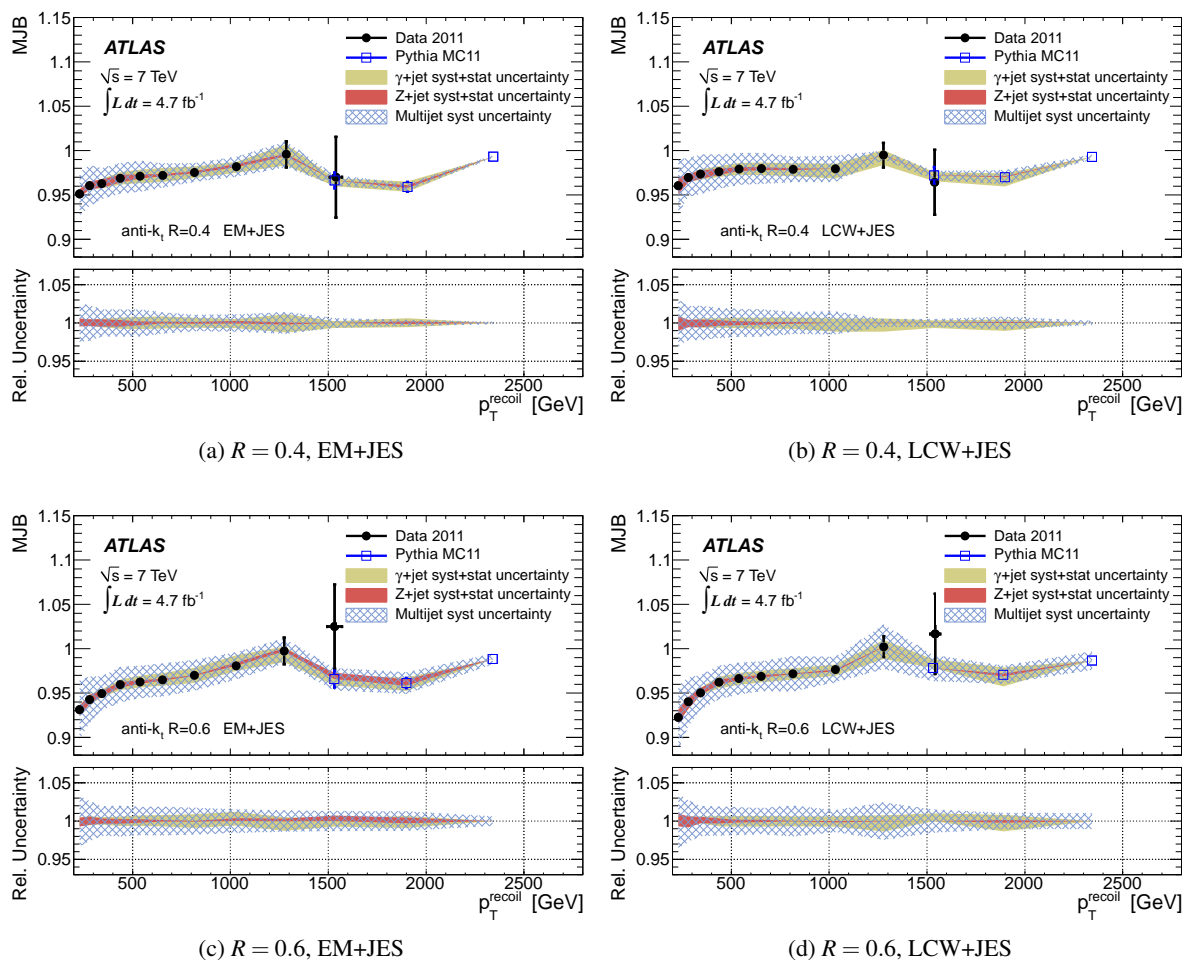 MJB
1.15
1.1
1.05
1
0.95
0.9
ATLAS
√s = 7 TeV
∫L dt = 4.7 fb⁻¹
Data 2011
Pythia MC11
γ+jet syst+stat uncertainty
Z+jet syst+stat uncertainty
Multijet syst uncertainty
anti-kₜ R=0.4 EM+JES
Rel. Uncertainty
1.05
1
0.95
500 1000 1500 2000 2500
p_T^recoil [GeV]
(a) R = 0.4, EM+JES
MJB
1.15
1.1
1.05
1
0.95
0.9
ATLAS
√s = 7 TeV
∫L dt = 4.7 fb⁻¹
Data 2011
Pythia MC11
γ+jet syst+stat uncertainty
Z+jet syst+stat uncertainty
Multijet syst uncertainty
anti-kₜ R=0.4 LCW+JES
Rel. Uncertainty
1.05
1
0.95
500 1000 1500 2000 2500
p_T^recoil [GeV]
(b) R = 0.4, LCW+JES
MJB
1.15
1.1
1.05
1
0.95
0.9
ATLAS
√s = 7 TeV
∫L dt = 4.7 fb⁻¹
Data 2011
Pythia MC11
γ+jet syst+stat uncertainty
Z+jet syst+stat uncertainty
Multijet syst uncertainty
anti-kₜ R=0.6 EM+JES
Rel. Uncertainty
1.05
1
0.95
500 1000 1500 2000 2500
p_T^recoil [GeV]
(c) R = 0.6, EM+JES
MJB
1.15
1.1
1.05
1
0.95
0.9
ATLAS
√s = 7 TeV
∫L dt = 4.7 fb⁻¹
Data 2011
Pythia MC11
γ+jet syst+stat uncertainty
Z+jet syst+stat uncertainty
Multijet syst uncertainty
anti-kₜ R=0.6 LCW+JES
Rel. Uncertainty
1.05
1
0.95
500 1000 1500 2000 2500
p_T^recoil [GeV]
(d) R = 0.6, LCW+JES